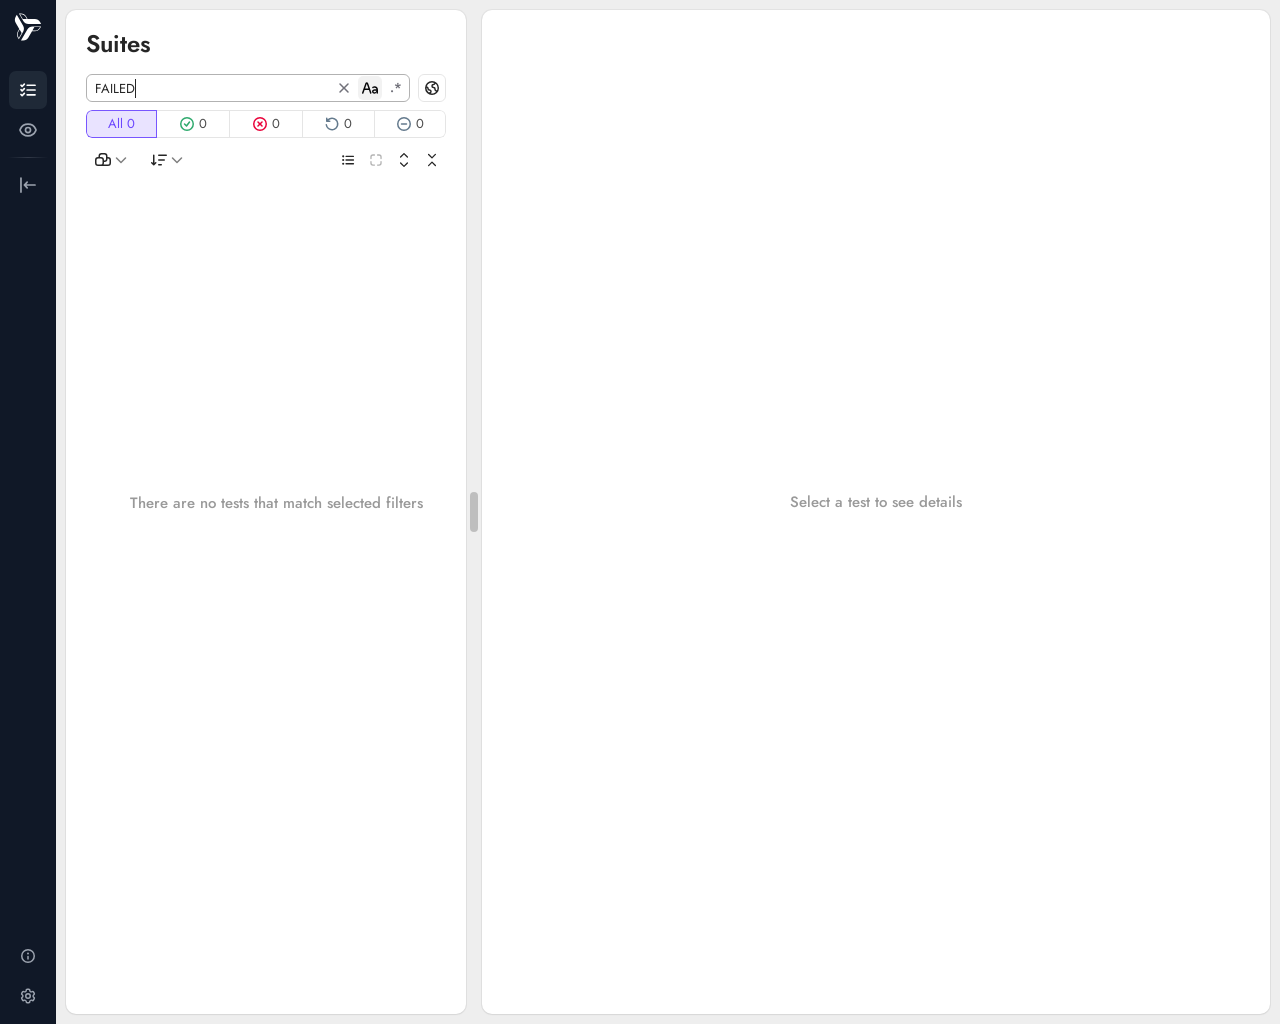 Suites
FAILED
Aa
.*
All 0
0
0
0
0
There are no tests that match selected filters
Select a test to see details